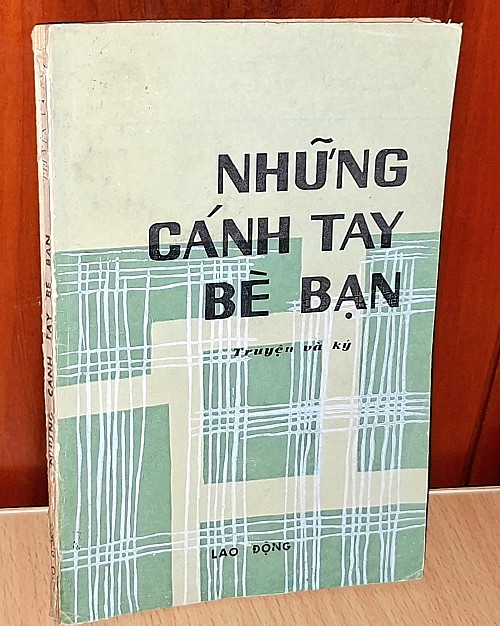 NHỮNG
CÁNH TAY
BÈ BẠN
Truyện và ký
LAO ĐỘNG
NHỮNG CÁNH TAY BÈ BẠN